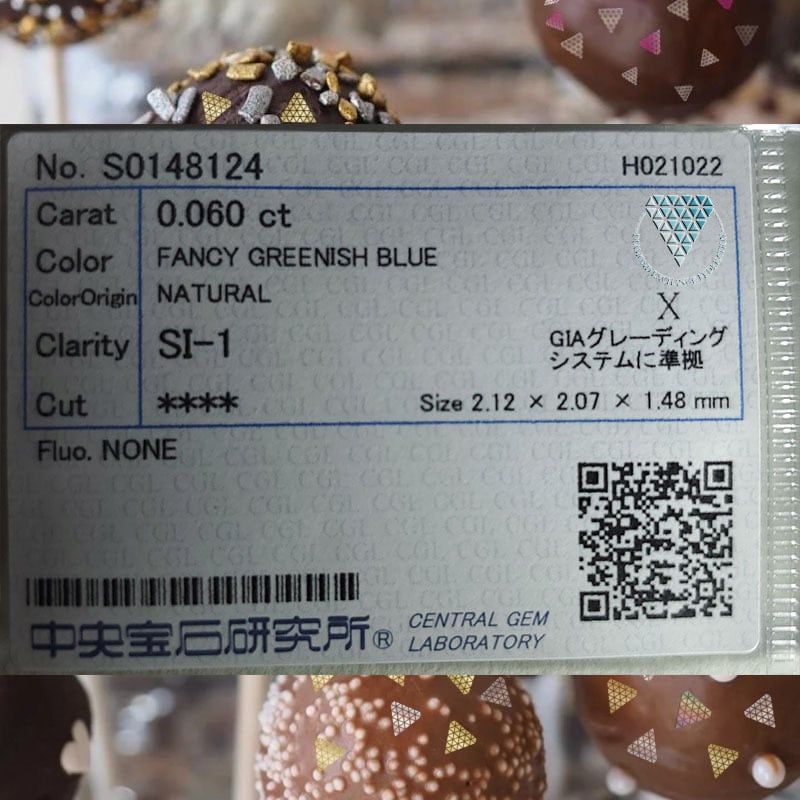 No. S0148124 H021022
Carat 0.060 ct
Color FANCY GREENISH BLUE
ColorOrigin NATURAL
X
Clarity SI-1
GIAグレーディング
システムに準拠
Cut ****
Size 2.12 × 2.07 × 1.48 mm
Fluo. NONE
中央宝石研究所®
CENTRAL GEM
LABORATORY